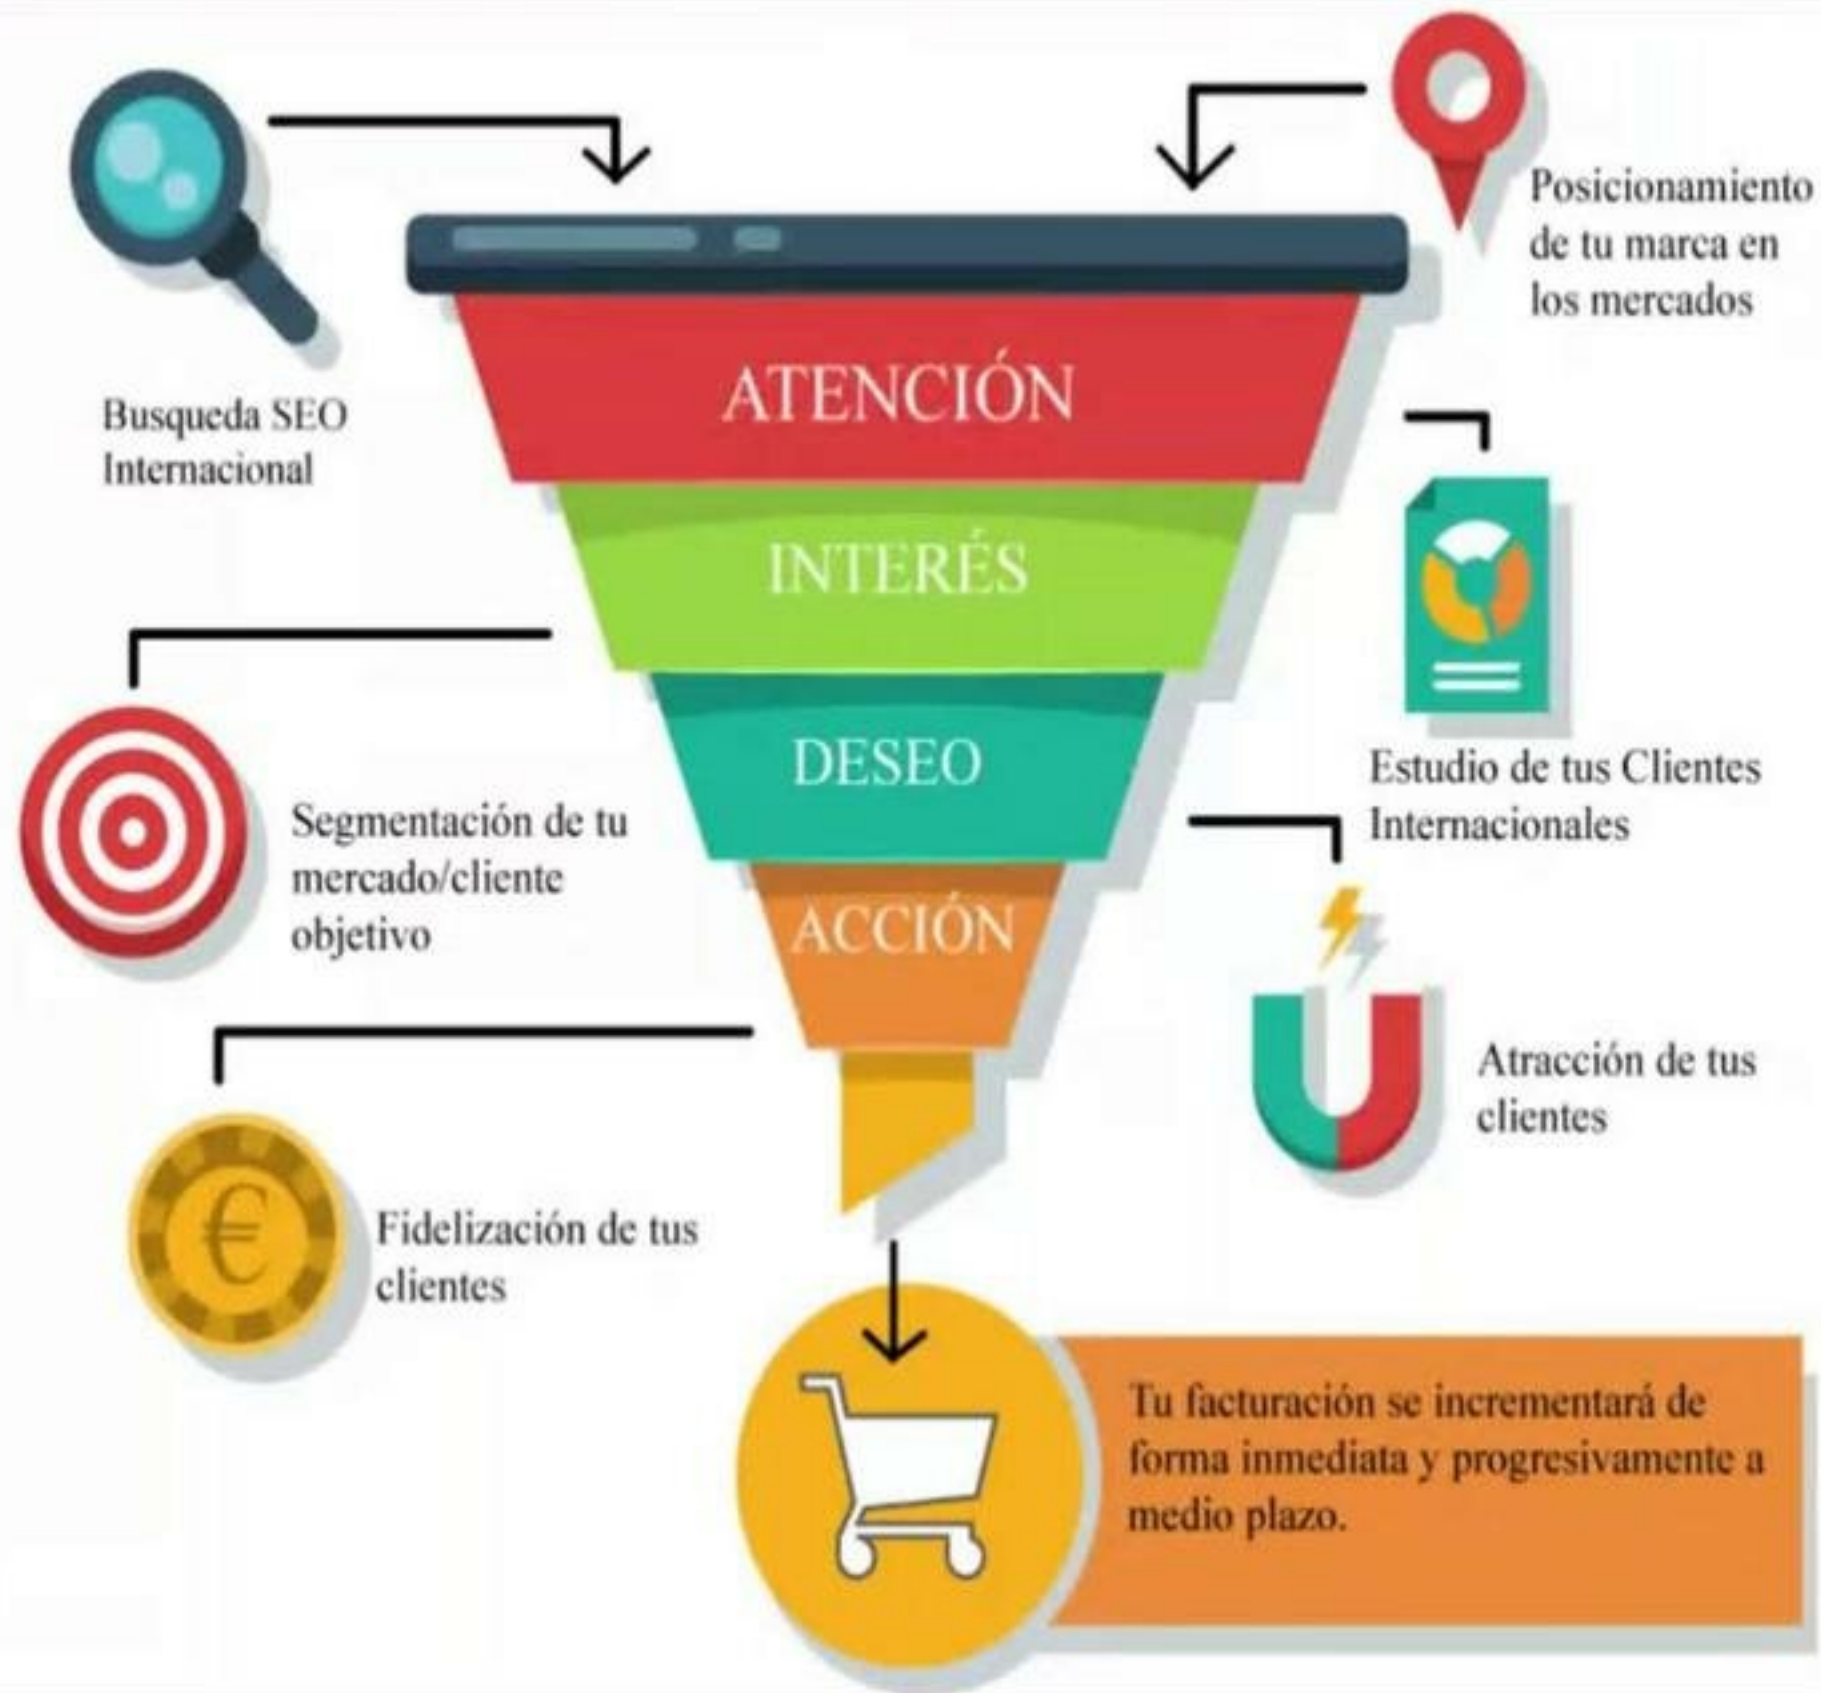 Posicionamiento
de tu marca en
los mercados
ATENCIÓN
Busqueda SEO
Internacional
INTERÉS
DESEO
Estudio de tus Clientes
Internacionales
Segmentación de tu
mercado/cliente
objetivo
ACCIÓN
Atracción de tus
clientes
Fidelización de tus
clientes
€
Tu facturación se incrementará de
forma inmediata y progresivamente a
medio plazo.